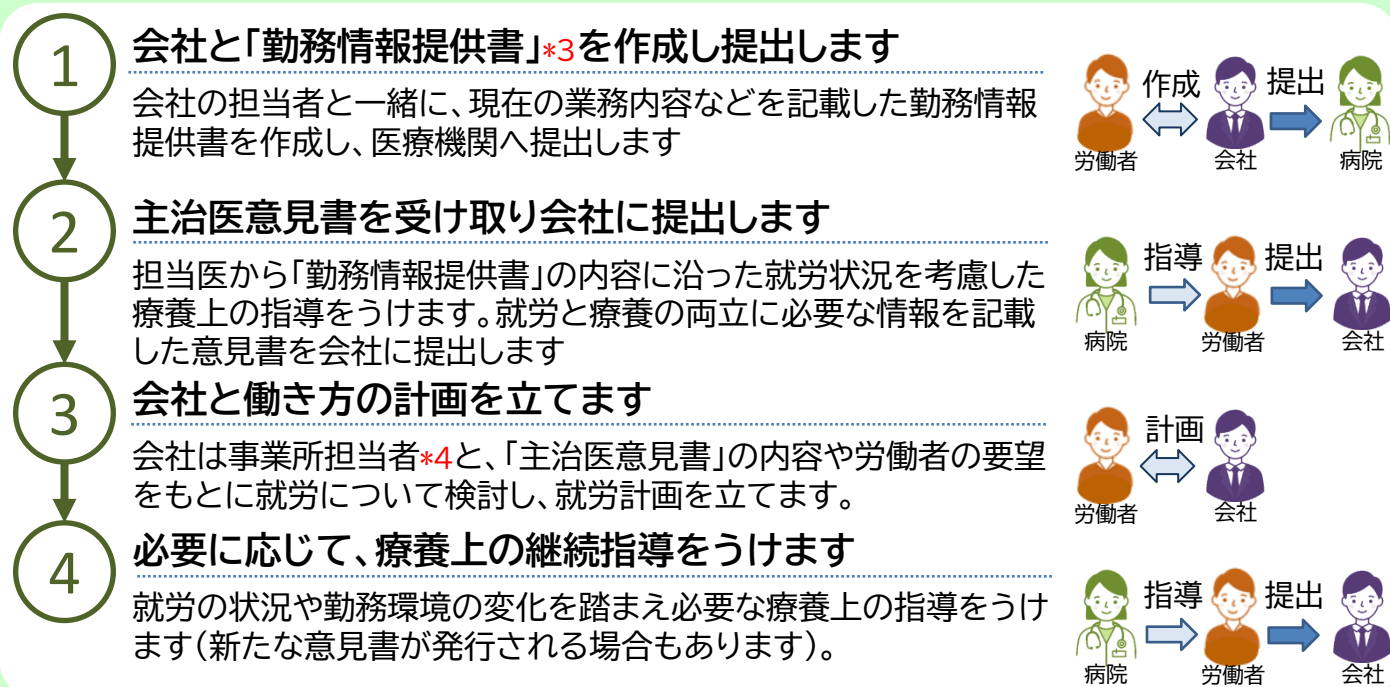 1
会社と「勤務情報提供書」*3を作成し提出します
会社の担当者と一緒に、現在の業務内容などを記載した勤務情報
提供書を作成し、医療機関へ提出します
作成
提出
労働者
会社
病院
2
主治医意見書を受け取り会社に提出します
担当医から「勤務情報提供書」の内容に沿った就労状況を考慮した
療養上の指導をうけます。就労と療養の両立に必要な情報を記載
した意見書を会社に提出します
指導
提出
病院
労働者
会社
3
会社と働き方の計画を立てます
会社は事業所担当者*4と、「主治医意見書」の内容や労働者の要望
をもとに就労について検討し、就労計画を立てます。
計画
労働者
会社
4
必要に応じて、療養上の継続指導をうけます
就労の状況や勤務環境の変化を踏まえ必要な療養上の指導をうけ
ます(新たな意見書が発行される場合もあります)。
指導
提出
病院
労働者
会社